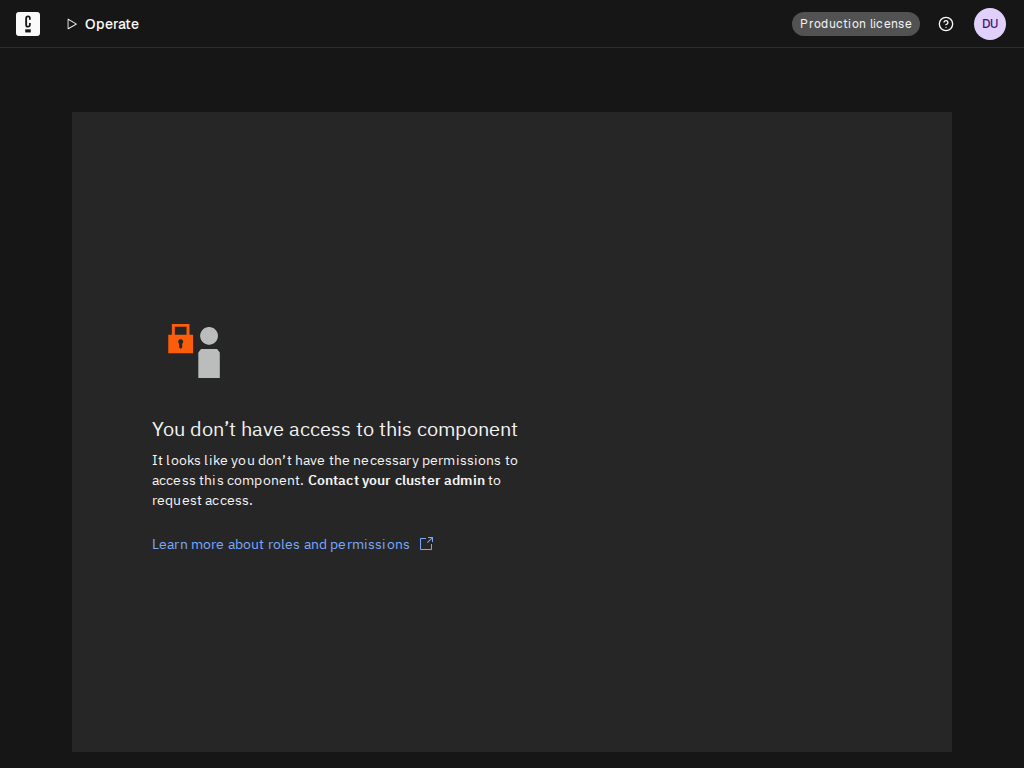 Operate
Production license
DU
You don’t have access to this component
It looks like you don’t have the necessary permissions to
access this component. Contact your cluster admin to
request access.
Learn more about roles and permissions